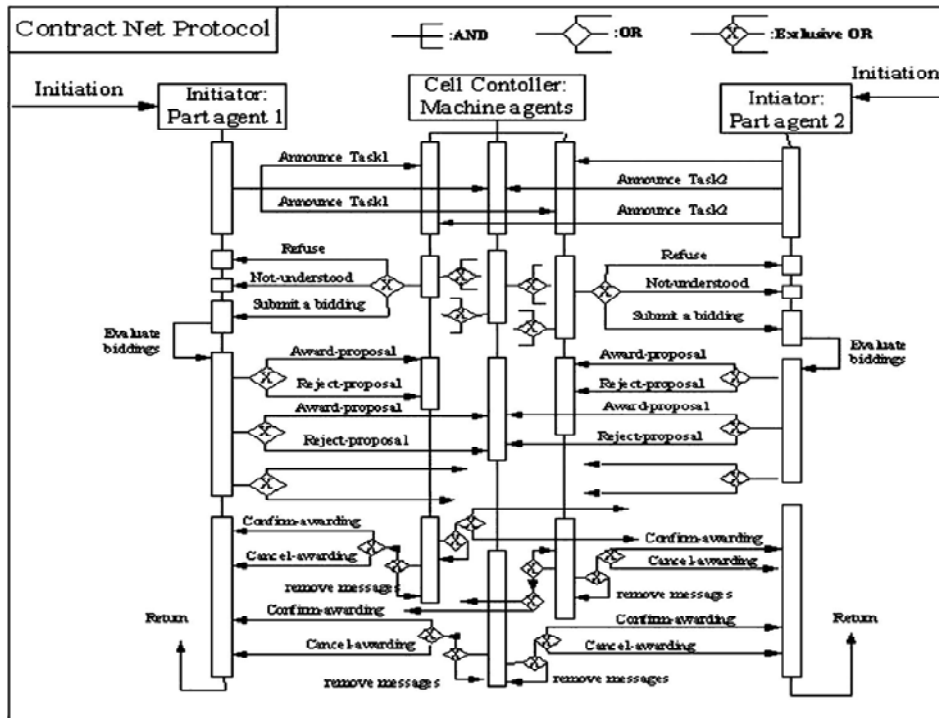 Contract Net Protocol
:AND
:OR
:Exclusive OR
Initiation
Initiator:
Part agent 1
Cell Contoller:
Machine agents
Intiator:
Part agent 2
Initiation
Announce Task1
Announce Task2
Announce Task1
Announce Task2
Refuse
Not-understood
Submit a bidding
Refuse
Not-understood
Submit a bidding
Evaluate
biddings
Evaluate
biddings
Award-proposal
Reject-proposal
Award-proposal
Reject-proposal
Award-proposal
Reject-proposal
Award-proposal
Reject-proposal
Confirm-awarding
Cancel-awarding
remove messages
Confirm-awarding
Cancel-awarding
remove messages
Confirm-awarding
Cancel-awarding
remove messages
Confirm-awarding
Cancel-awarding
remove messages
Return
Return
X
X
X
X
X
X
X
X
X
X
X
X